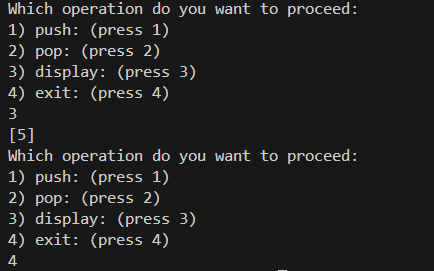 Which operation do you want to proceed:
1) push: (press 1)
2) pop: (press 2)
3) display: (press 3)
4) exit: (press 4)
3
[5]
Which operation do you want to proceed:
1) push: (press 1)
2) pop: (press 2)
3) display: (press 3)
4) exit: (press 4)
4